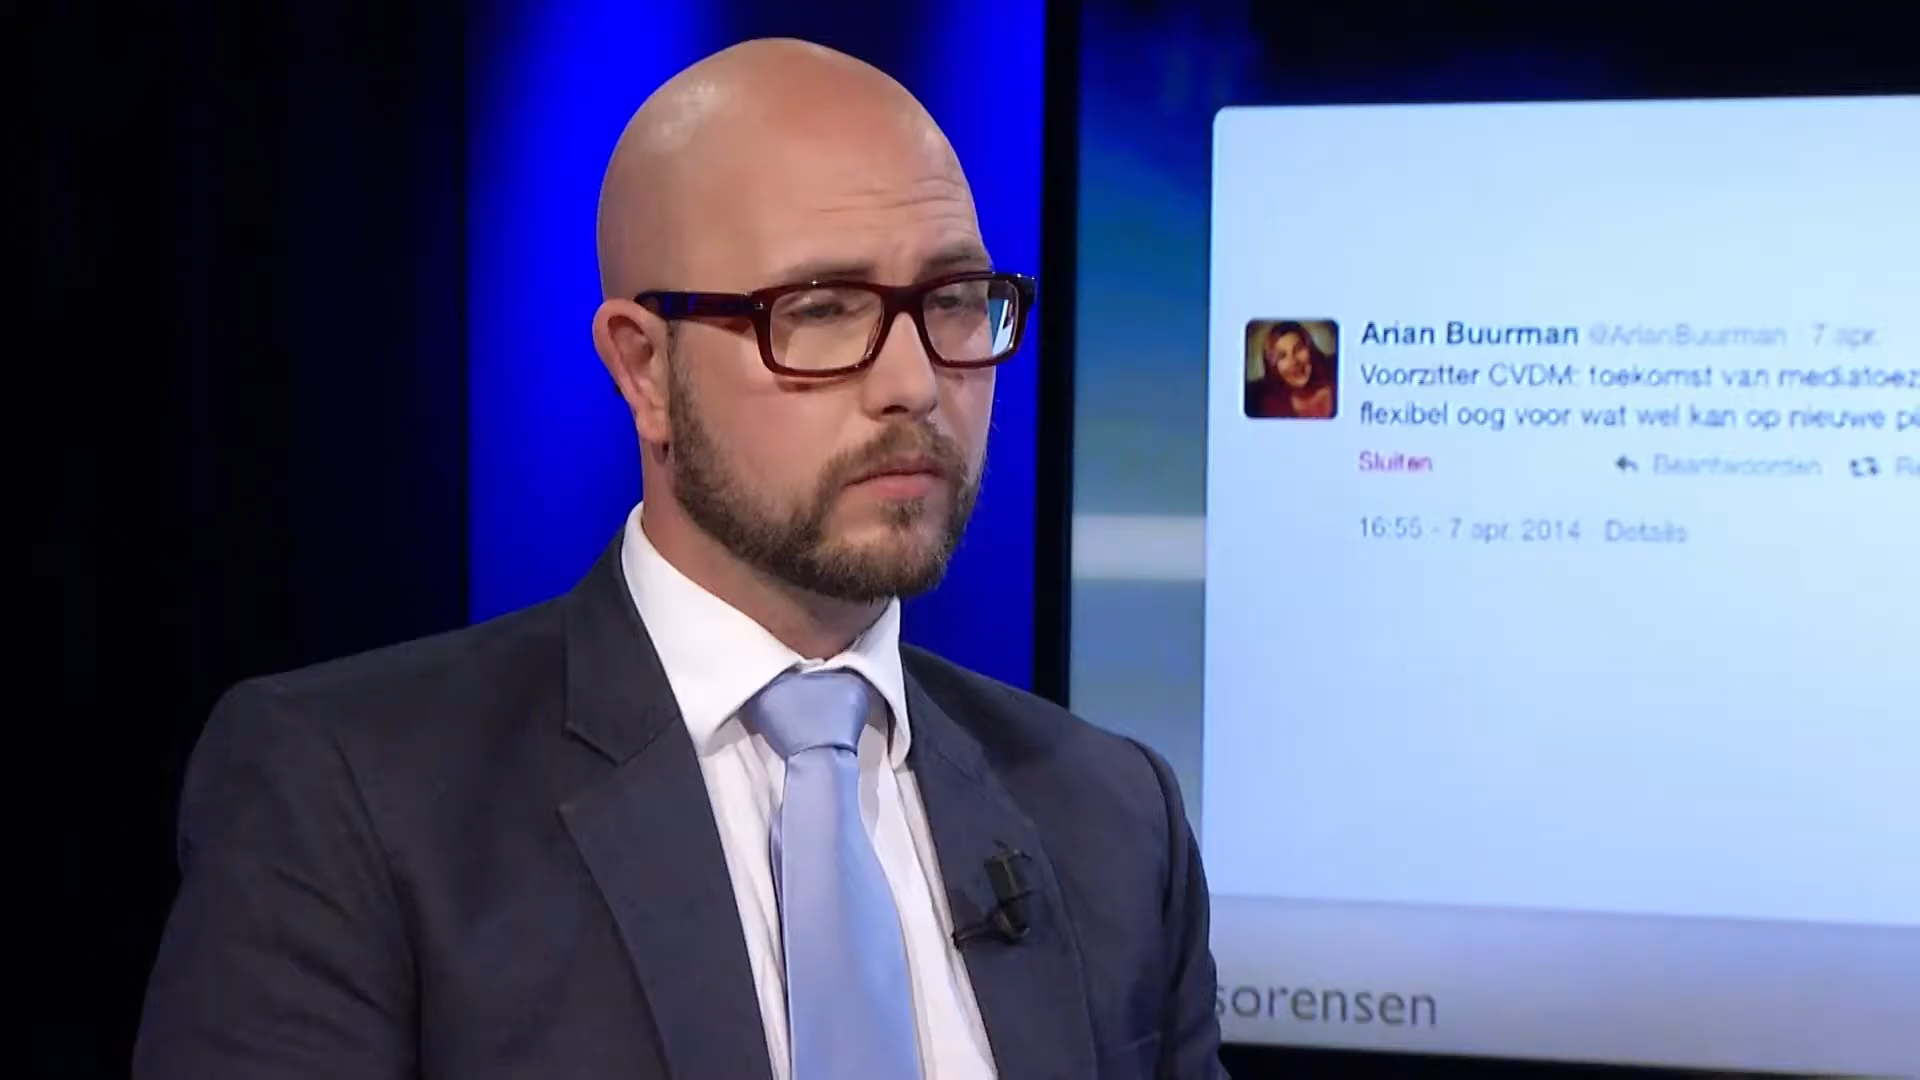 Arian Buurman @ArianBuurman · 7 apr.
Voorzitter CVDM: toekomst van mediatoez
flexibel oog voor wat wel kan op nieuwe
Sluiten Beantwoorden
16:55 - 7 apr. 2014 · Details
sorensen